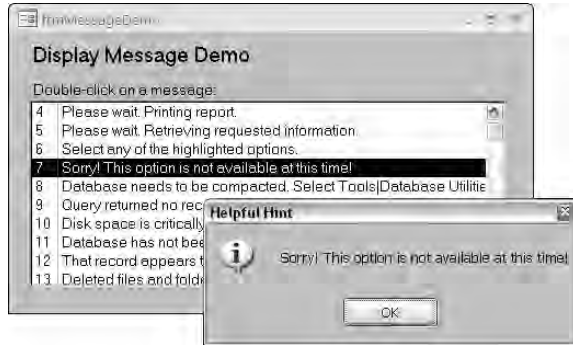 frmMessageDemo
Display Message Demo
Double-click on a message:
4 Please wait. Printing report.
5 Please wait. Retrieving requested information.
6 Select any of the highlighted options.
7 Sorry! This option is not available at this time!
8 Database needs to be compacted. Select Tools|Database Utilitie
9 Query returned no rec
10 Disk space is critically
11 Database has not bee
12 That record appears t
13 Deleted files and folde
Helpful Hint
Sorry! This option is not available at this time!
OK